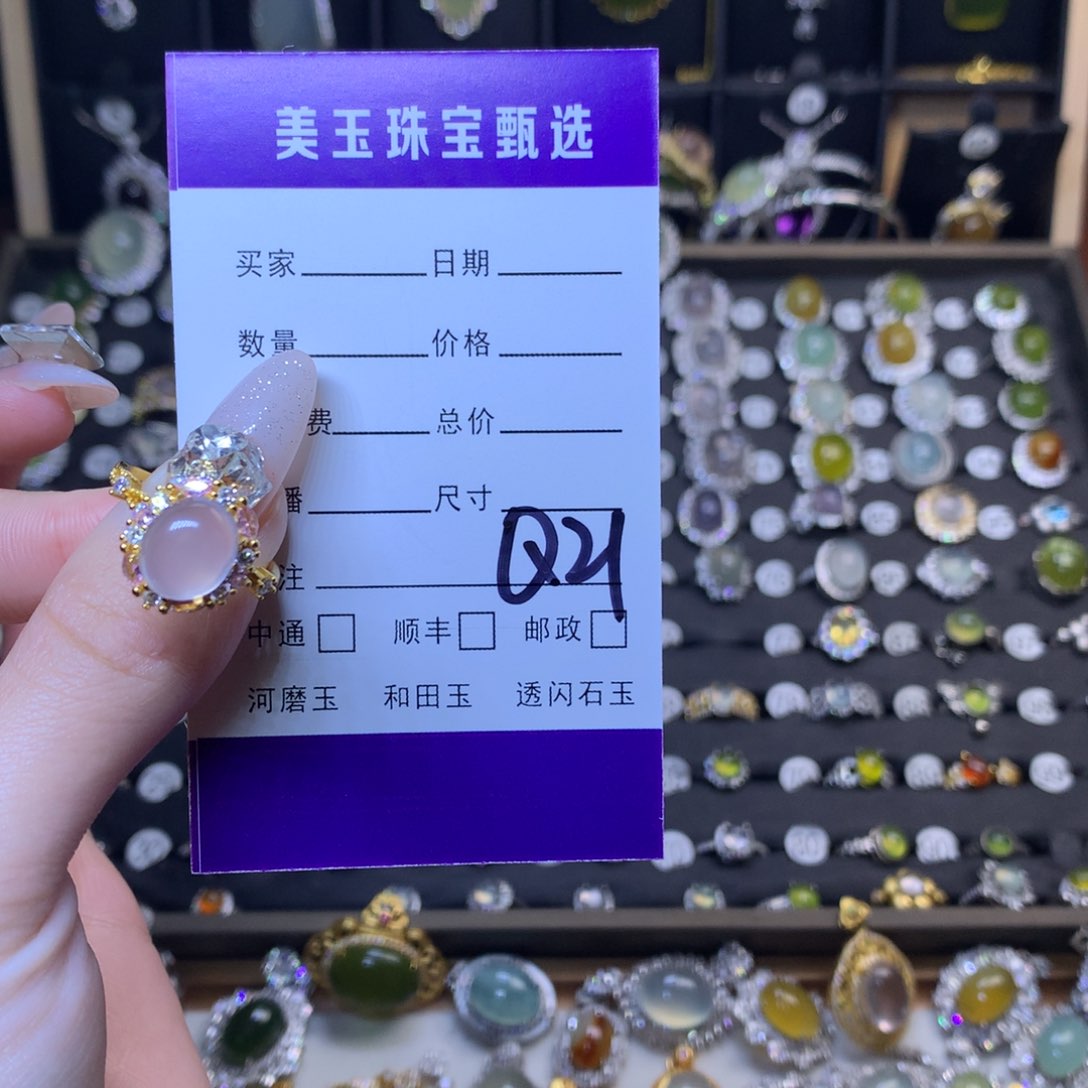 美玉珠宝甄选
买家 日期
数量 价格
费 总价
播 尺寸
注 Q21
中通 顺丰 邮政
河磨玉 和田玉 透闪石玉